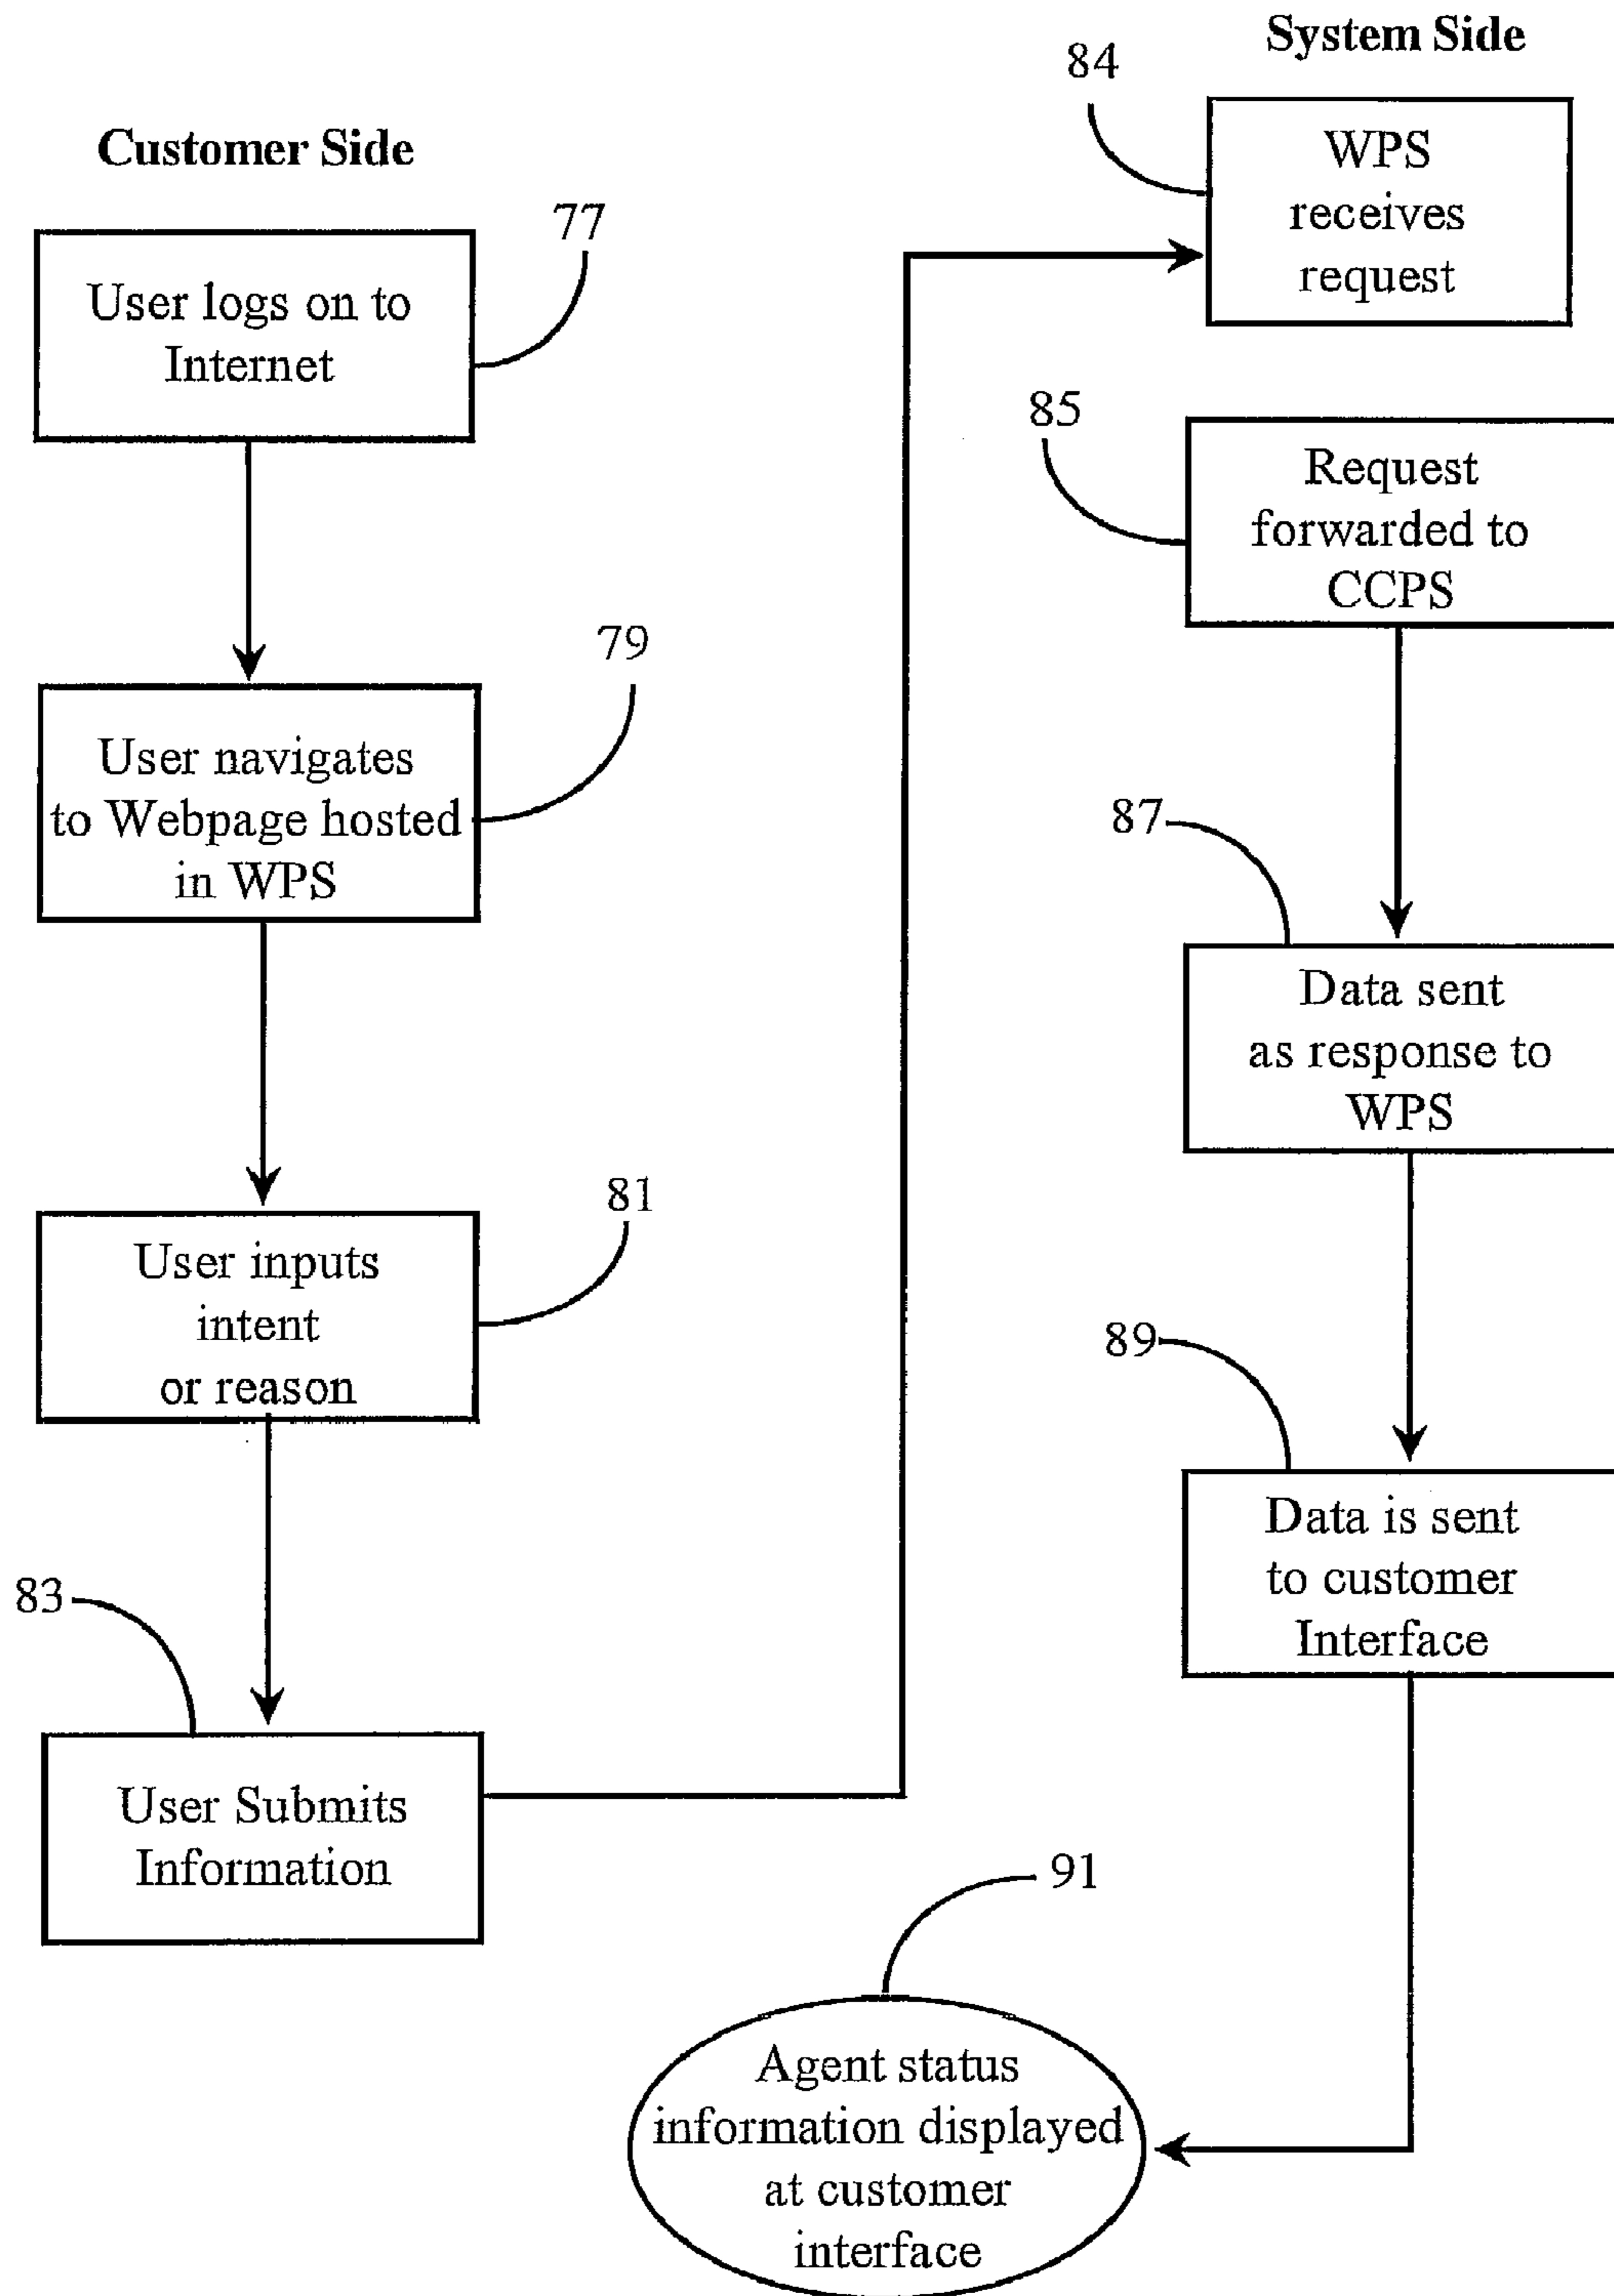 Customer Side
77
User logs on to
Internet
79
User navigates
to Webpage hosted
in WPS
81
User inputs
intent
or reason
83
User Submits
Information
System Side
84
WPS
receives
request
85
Request
forwarded to
CCPS
87
Data sent
as response to
WPS
89
Data is sent
to customer
Interface
91
Agent status
information displayed
at customer
interface